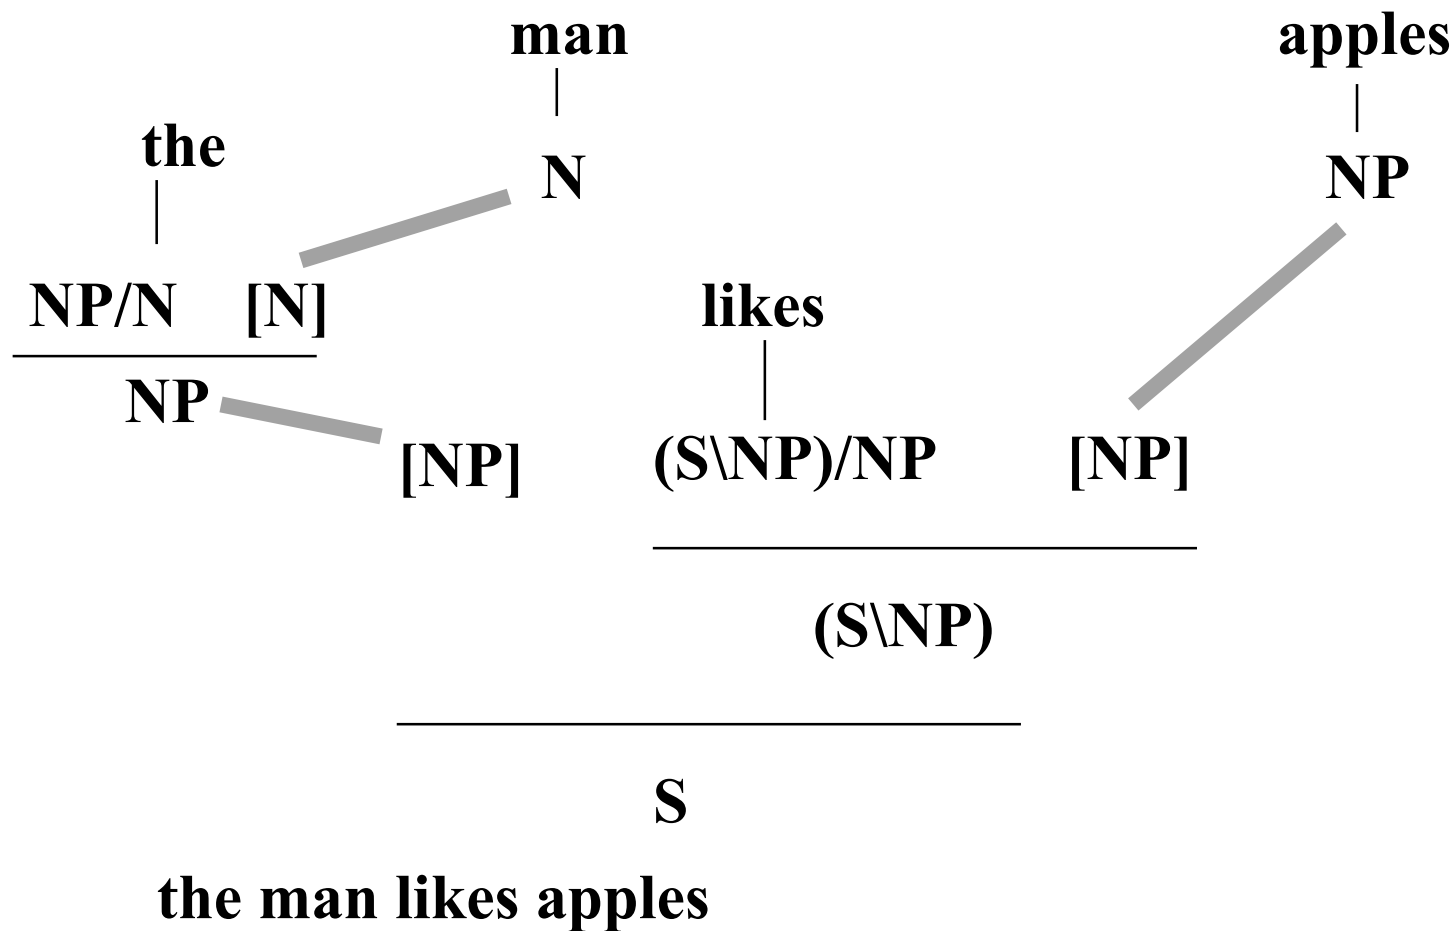 man apples
the N NP
NP/N [N] likes
NP
[NP] (S\NP)/NP [NP]
(S\NP)
S
the man likes apples